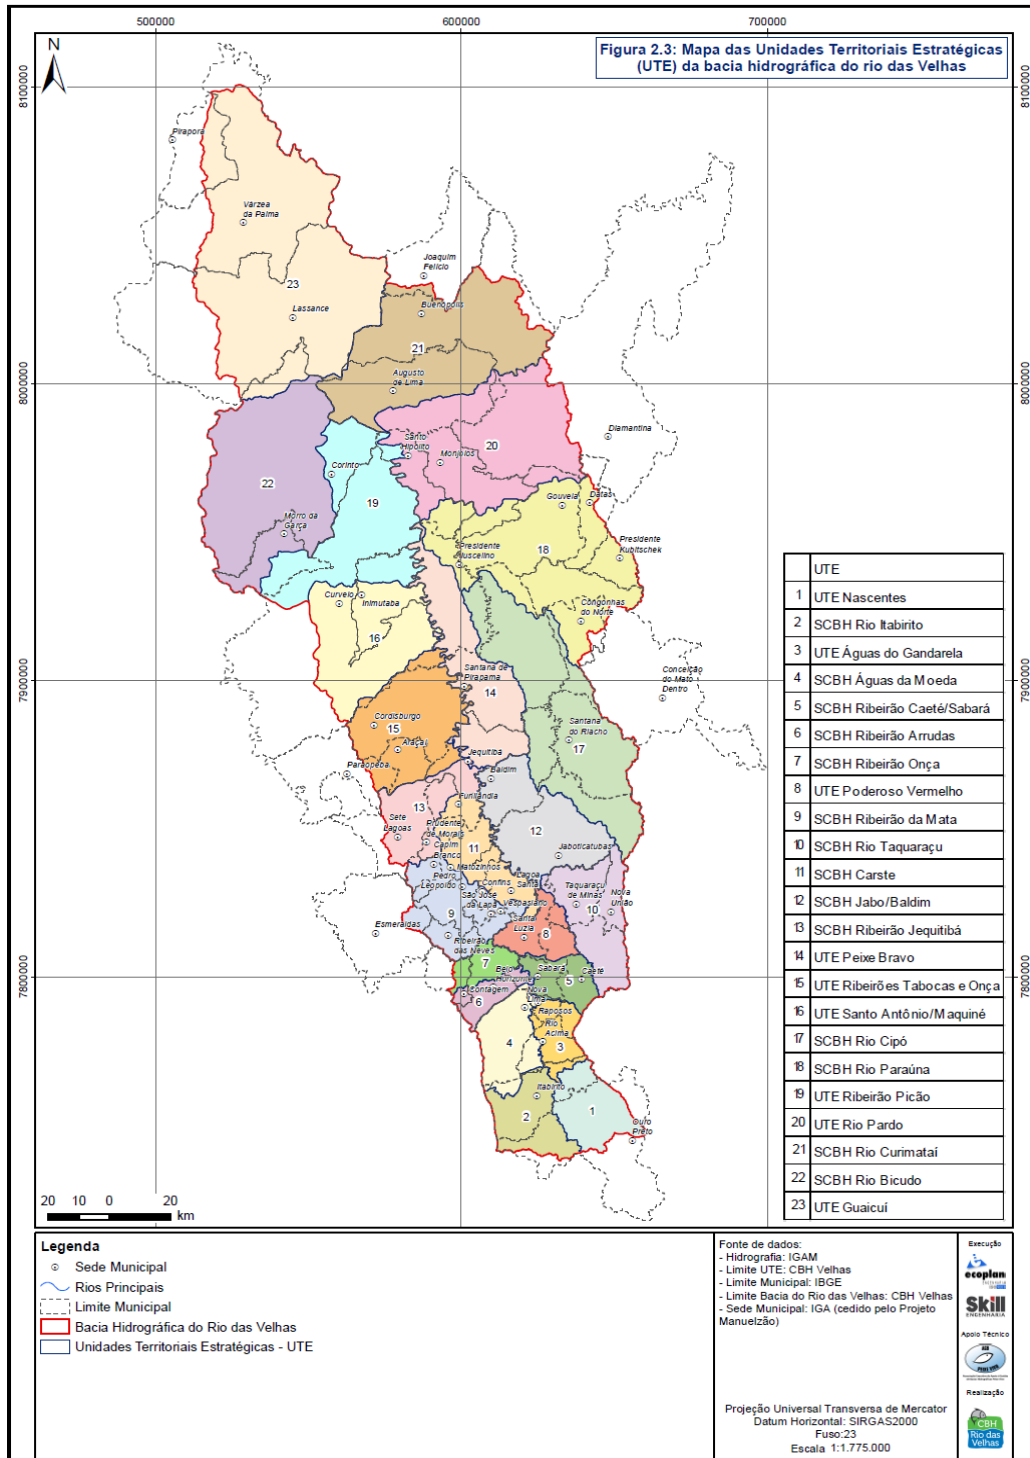 500000
600000
700000
N
Figura 2.3: Mapa das Unidades Territoriais Estratégicas
(UTE) da bacia hidrográfica do rio das Velhas
8100000
8100000
Pirapora
Várzea
da Palma
Joaquim
Felício
23
Lassance
Buenópolis
21
Augusto
de Lima
8000000
8000000
Diamantina
Santo
Hipólito
20
Monjolos
Corinto
22
19
Gouveia
Datas
Morro da
Garça
18
Presidente
Juscelino
Presidente
Kubitschek
Curvelo
Inimutaba
Congonhas
do Norte
16
7900000
7900000
Santana de
Pirapama
14
Conceição
do Mato
Dentro
Cordisburgo
15
Araçaí
Santana
do Riacho
17
Jequitibá
Baldim
Paraopeba
13
Funilândia
Sete
Lagoas
Prudente
de Morais
12
11
Capim
Branco
Jaboticatubas
Matozinhos
Pedro
Leopoldo
Confins
Lagoa
Santa
Taquaraçu
de Minas
Nova
União
10
São José
da Lapa
Vespasiano
9
Santa
Luzia
8
Esmeraldas
Ribeirão
das Neves
7
Belo
Horizonte
Sabará
5
Caeté
7800000
7800000
Contagem
6
Nova
Lima
Raposos
Rio
Acima
4
3
Itabirito
2
1
Ouro
Preto
UTE
1 UTE Nascentes
2 SCBH Rio Itabirito
3 UTE Águas do Gandarela
4 SCBH Águas da Moeda
5 SCBH Ribeirão Caeté/Sabará
6 SCBH Ribeirão Arrudas
7 SCBH Ribeirão Onça
8 UTE Poderoso Vermelho
9 SCBH Ribeirão da Mata
10 SCBH Rio Taquaraçu
11 SCBH Carste
12 SCBH Jabo/Baldim
13 SCBH Ribeirão Jequitibá
14 UTE Peixe Bravo
15 UTE Ribeirões Tabocas e Onça
16 UTE Santo Antônio/Maquiné
17 SCBH Rio Cipó
18 SCBH Rio Paraúna
19 UTE Ribeirão Picão
20 UTE Rio Pardo
21 SCBH Rio Curimataí
22 SCBH Rio Bicudo
23 UTE Guaicuí
20 10 0 20
km
Legenda
Sede Municipal
Rios Principais
Limite Municipal
Bacia Hidrográfica do Rio das Velhas
Unidades Territoriais Estratégicas - UTE
Fonte de dados:
- Hidrografia: IGAM
- Limite UTE: CBH Velhas
- Limite Municipal: IBGE
- Limite Bacia do Rio das Velhas: CBH Velhas
- Sede Municipal: IGA (cedido pelo Projeto
Manuelzão)
Projeção Universal Transversa de Mercator
Datum Horizontal: SIRGAS2000
Fuso:23
Escala 1:1.775.000
Execução
ecoplan
Skill
ENGENHARIA
Apoio Técnico
Realização
CBH
Rio das
Velhas